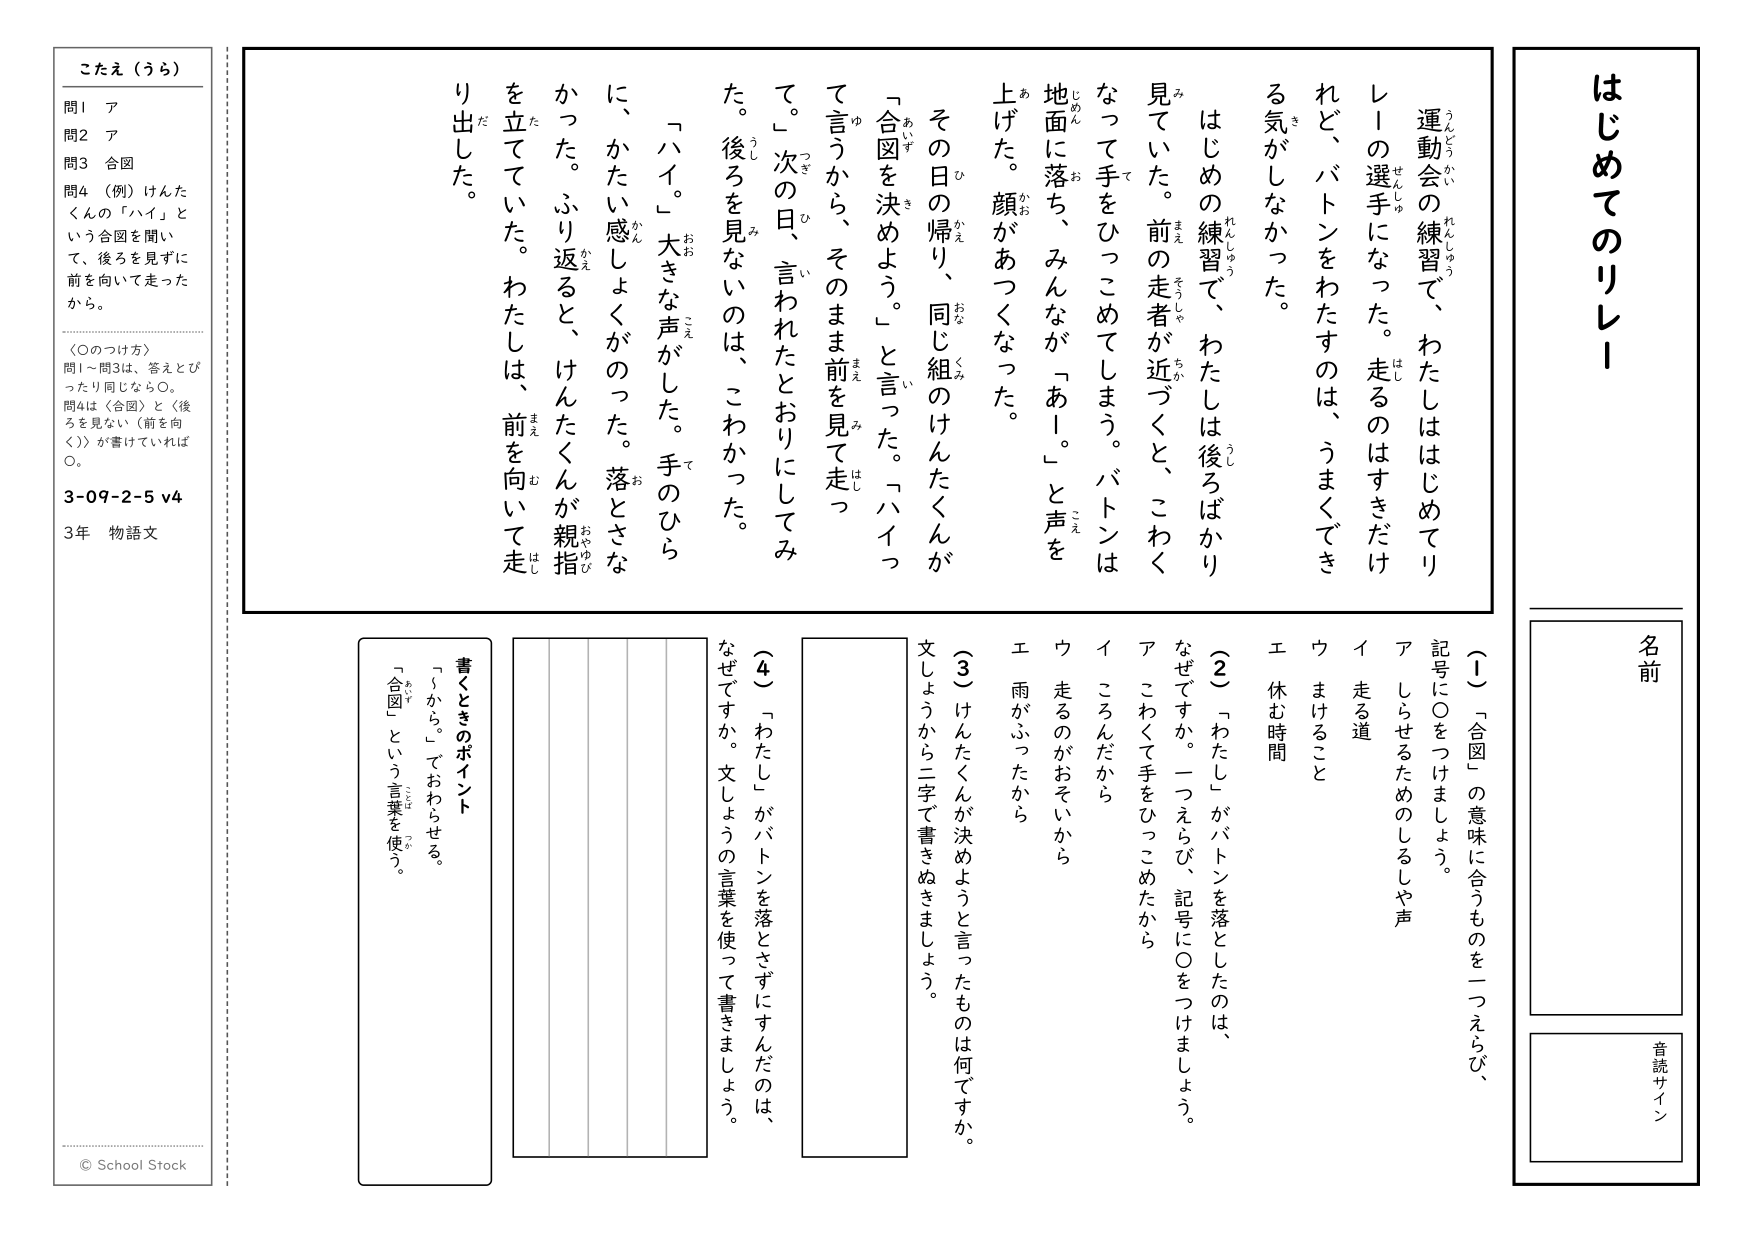 はじめてのリレー
名前
音読サイン
運動会の練習で、わたしははじめてリ
レーの選手になった。走るのはすきだけ
れど、バトンをわたすのは、うまくでき
る気がしなかった。
はじめの練習で、わたしは後ろばかり
見ていた。前の走者が近づくと、こわく
なって手をひっこめてしまう。バトンは
地面に落ち、みんなが「あー。」と声を
上げた。顔があつくなった。
その日の帰り、同じ組のけんたくんが
「合図を決めよう。」と言った。「ハイっ
て言うから、そのまま前を見て走っ
て。」次の日、言われたとおりにしてみ
た。後ろを見ないのは、こわかった。
「ハイ。」大きな声がした。手のひら
に、かたい感しょくがのった。落とさな
かった。ふり返ると、けんたくんが親指
を立てていた。わたしは、前を向いて走
り出した。
(1)「合図」の意味に合うものを一つえらび、
記号に○をつけましょう。
ア　しらせるためのしるしや声
イ　走る道
ウ　まけること
エ　休む時間
(2)「わたし」がバトンを落としたのは、
なぜですか。一つえらび、記号に○をつけましょう。
ア　こわくて手をひっこめたから
イ　ころんだから
ウ　走るのがおそいから
エ　雨がふったから
(3)けんたくんが決めようと言ったものは何ですか。
文しょうから二字で書きぬきましょう。
(4)「わたし」がバトンを落とさずにすんだのは、
なぜですか。文しょうの言葉を使って書きましょう。
書くときのポイント
「～から。」でおわらせる。
「合図」という言葉を使う。
こたえ（うら）
問1　ア
問2　ア
問3　合図
問4　（例）けんた
くんの「ハイ」と
いう合図を聞い
て、後ろを見ずに
前を向いて走った
から。
〈○のつけ方〉
問1～問3は、答えとぴ
ったり同じなら○。
問4は〈合図〉と〈後
ろを見ない（前を向
く）〉が書けていれば
○。
3-09-2-5 v4
3年　物語文
© School Stock